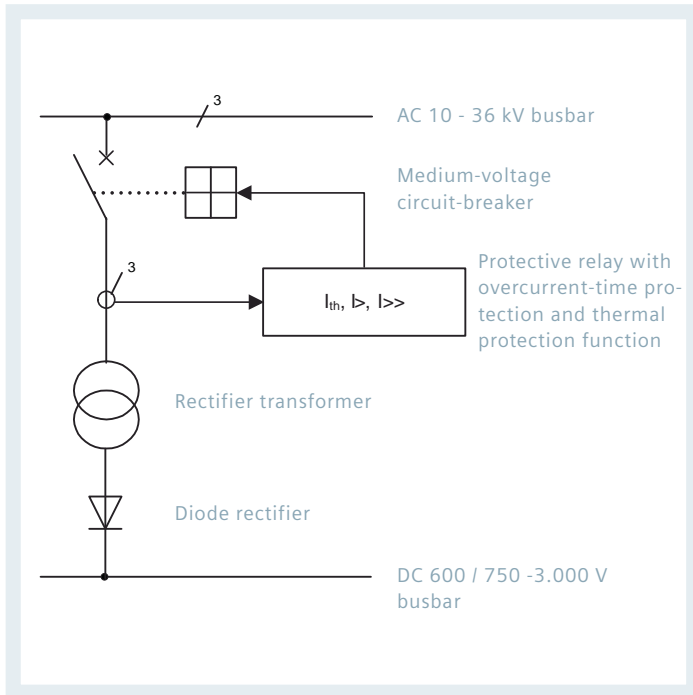 3
AC 10 - 36 kV busbar
Medium-voltage
circuit-breaker
3
Protective relay with
overcurrent-time pro-
tection and thermal
protection function
Ith, I>, I>>
Rectifier transformer
Diode rectifier
DC 600 / 750 -3.000 V
busbar